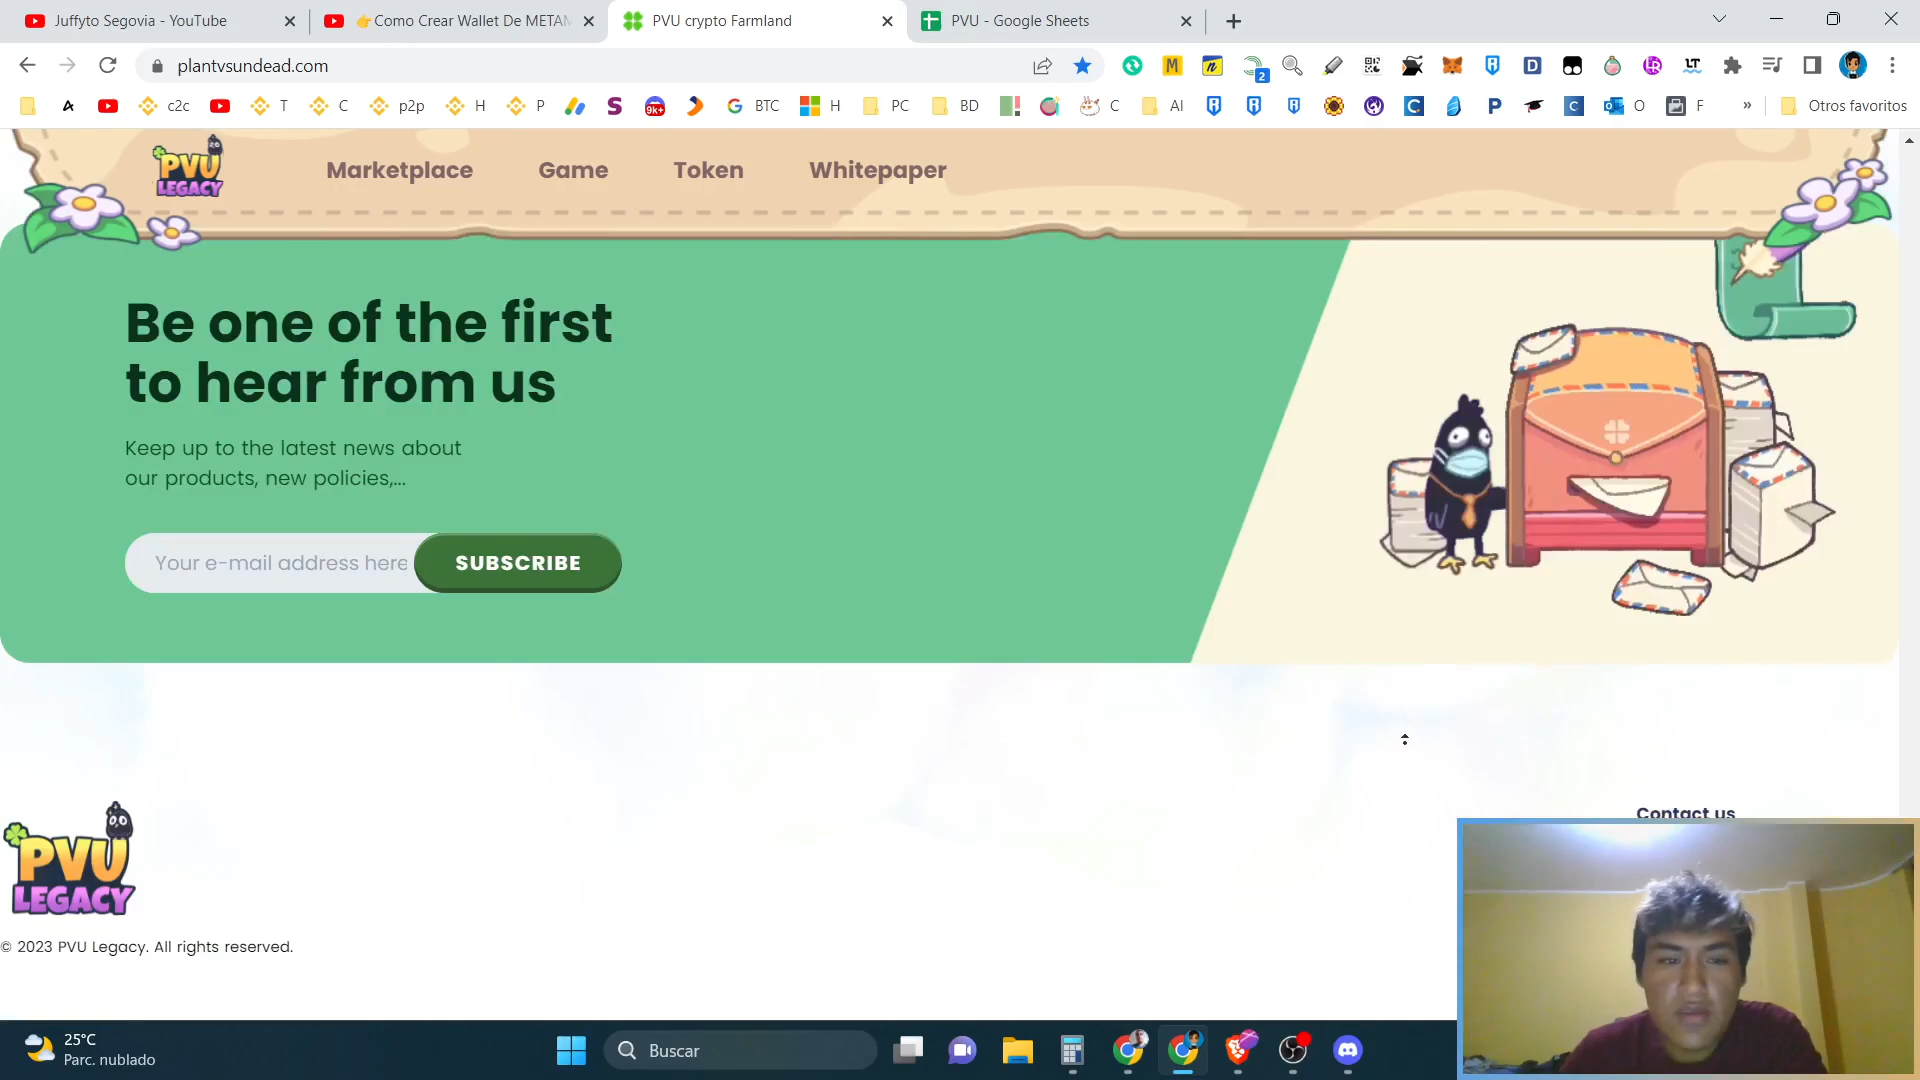 Juffyto Segovia - YouTube
👉Como Crear Wallet De METAM
PVU crypto Farmland
PVU - Google Sheets
plantvsundead.com
2
c2c
T
C
p2p
H
P
9k+
BTC
H
PC
BD
C
AI
O
F
»
Otros favoritos
PVU
LEGACY
Marketplace
Game
Token
Whitepaper
Be one of the first
to hear from us
Keep up to the latest news about
our products, new policies,...
Your e-mail address here
SUBSCRIBE
Contact us
PVU
LEGACY
© 2023 PVU Legacy. All rights reserved.
25°C
Parc. nublado
Buscar